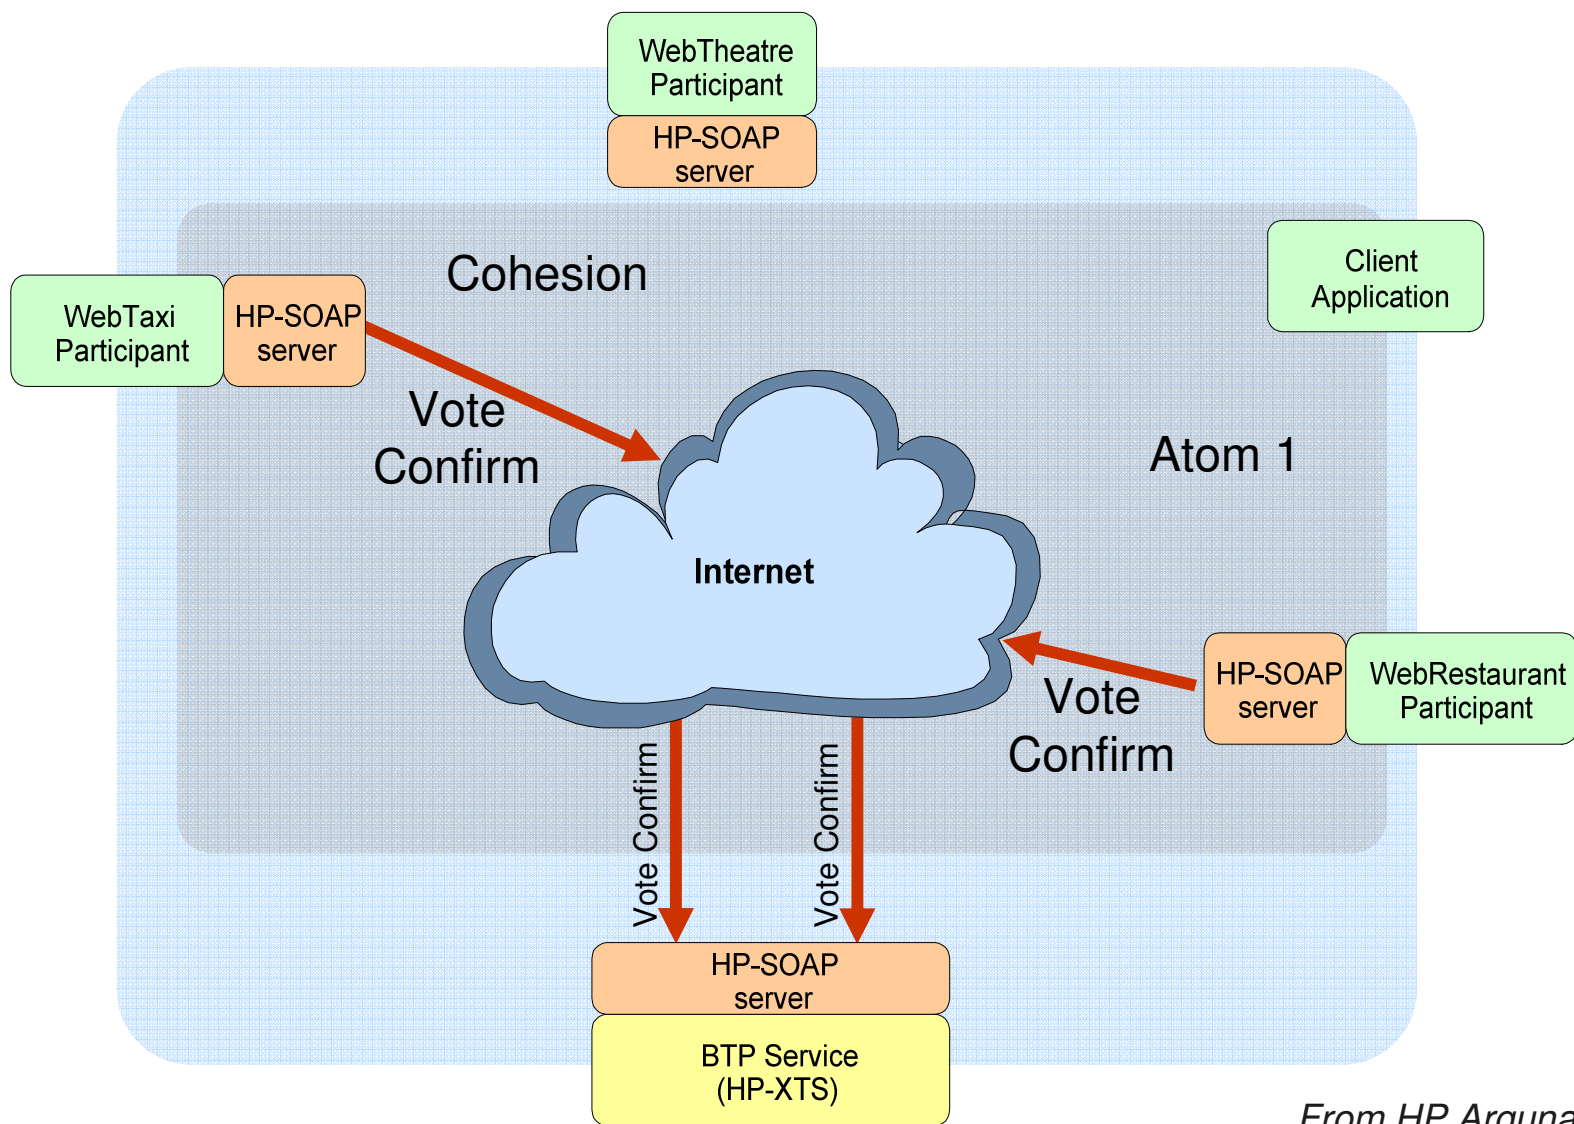 WebTheatre
Participant
HP-SOAP
server
Cohesion
Client
Application
WebTaxi
Participant
HP-SOAP
server
Vote
Confirm
Atom 1
Internet
HP-SOAP
server
WebRestaurant
Participant
Vote
Confirm
Vote Confirm
Vote Confirm
HP-SOAP
server
BTP Service
(HP-XTS)
From HP Arjuna